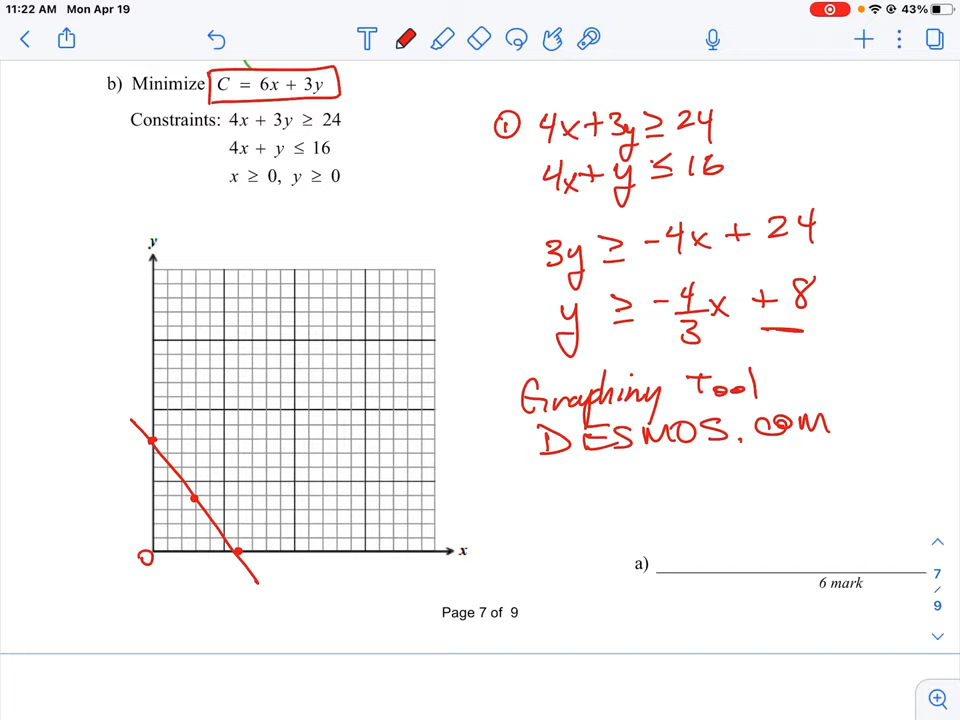 11:22 AM Mon Apr 19
43%
b) Minimize C = 6x + 3y
Constraints: 4x + 3y ≥ 24
4x + y ≤ 16
x ≥ 0, y ≥ 0
① 4x+3y ≥ 24
4x+ y ≤ 16
3y ≥ -4x + 24
y ≥ -4/3x + 8
Graphiny Tool
DESMOS.COM
y
x
O
a)
6 mark
Page 7 of 9
7
/
9